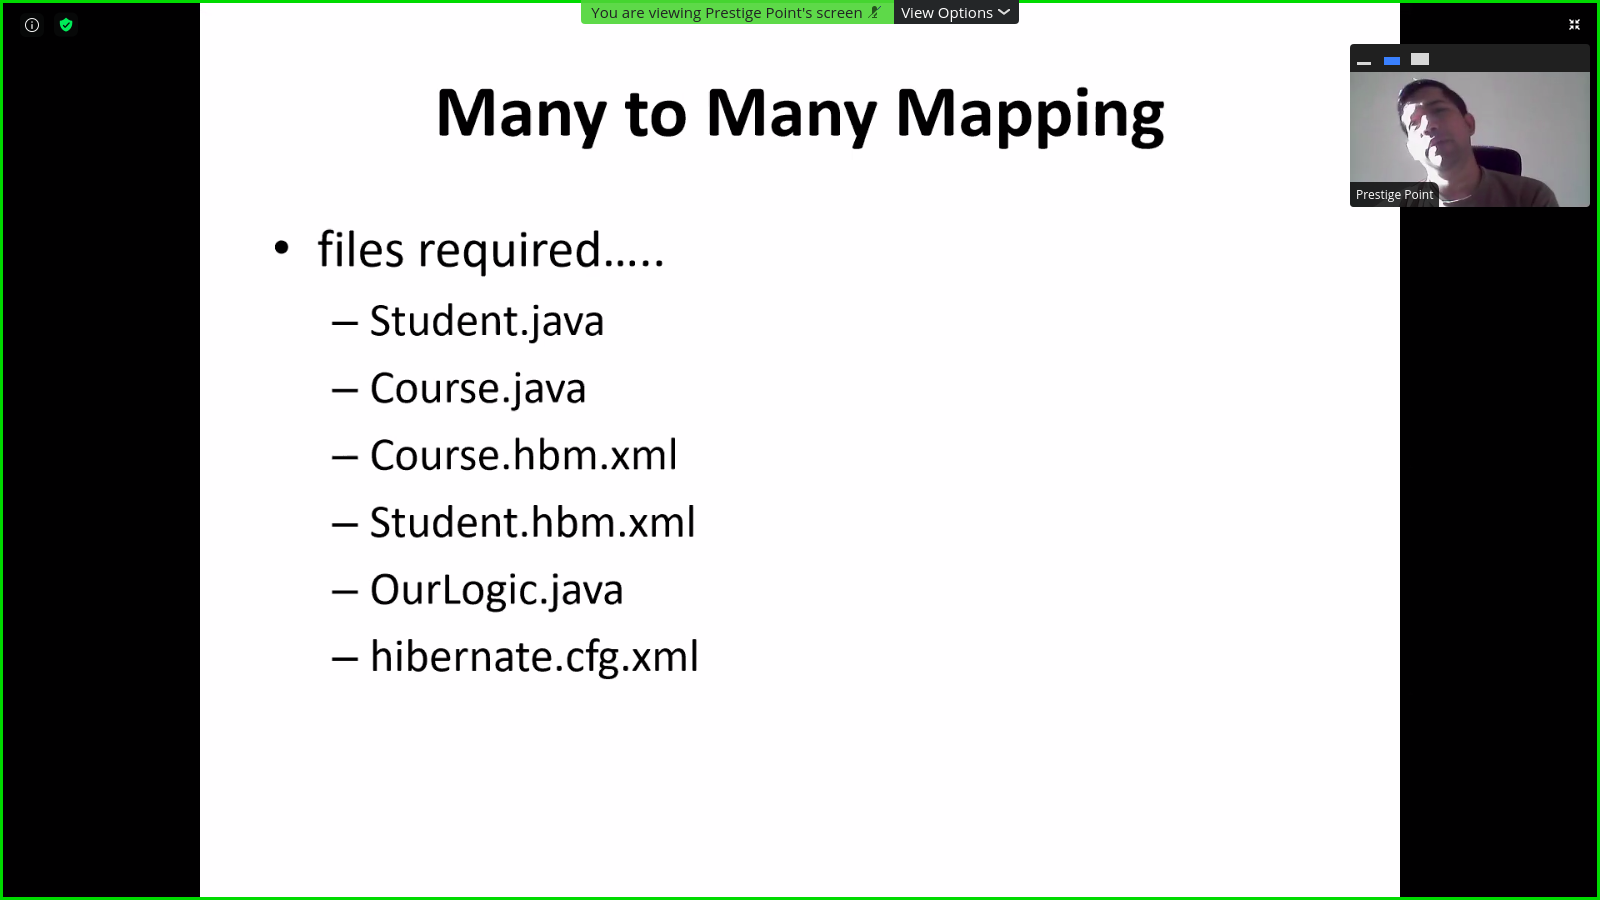 You are viewing Prestige Point's screen View Options
Many to Many Mapping
Prestige Point
• files required.....
– Student.java
– Course.java
– Course.hbm.xml
– Student.hbm.xml
– OurLogic.java
– hibernate.cfg.xml